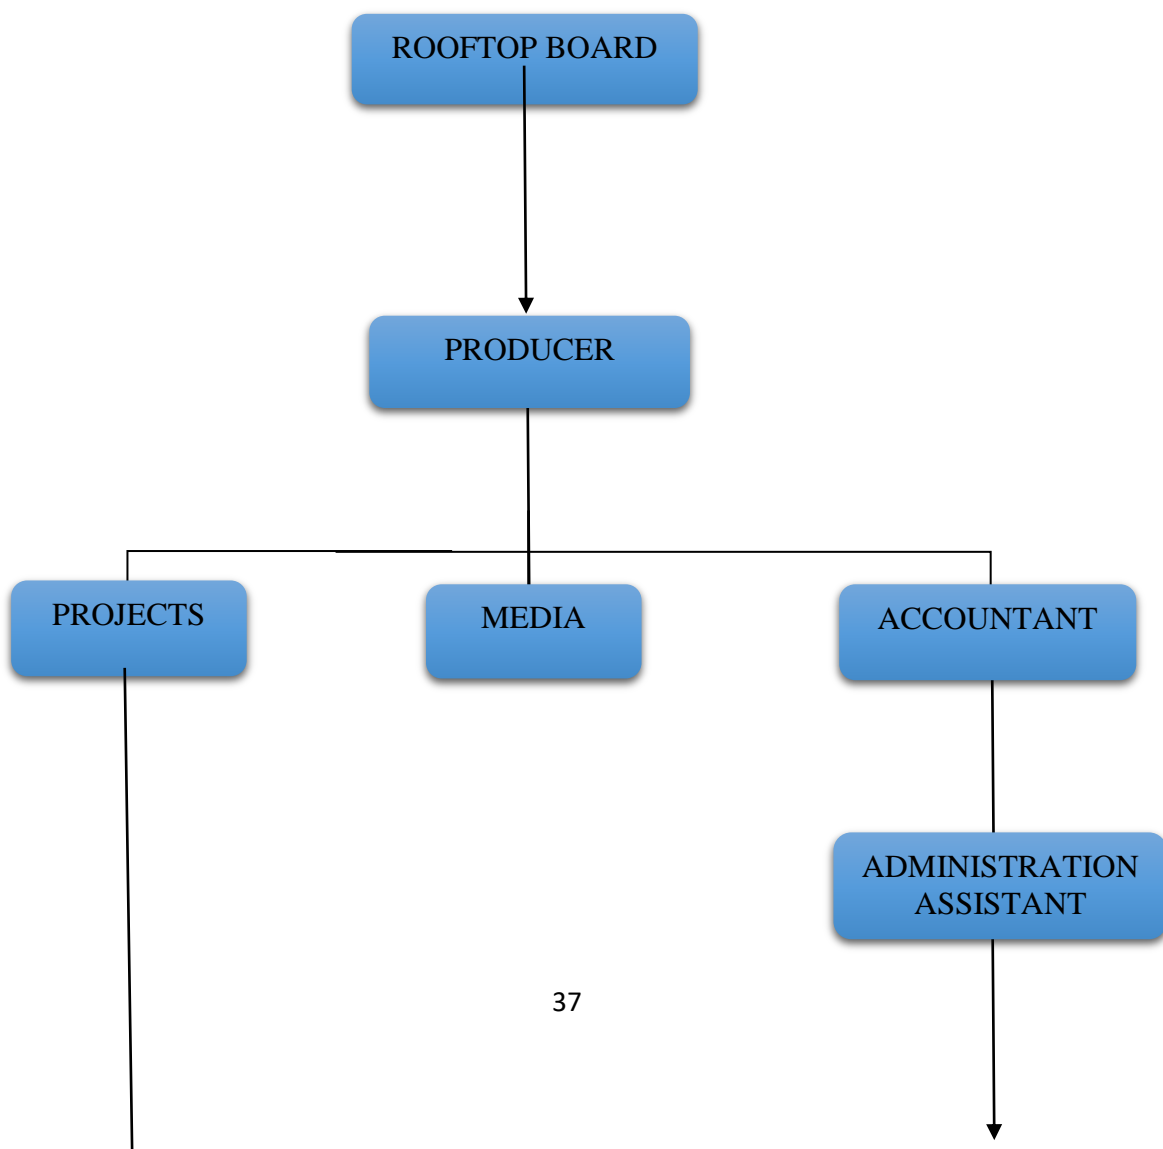 ROOFTOP BOARD
PRODUCER
PROJECTS
MEDIA
ACCOUNTANT
ADMINISTRATION
ASSISTANT
37